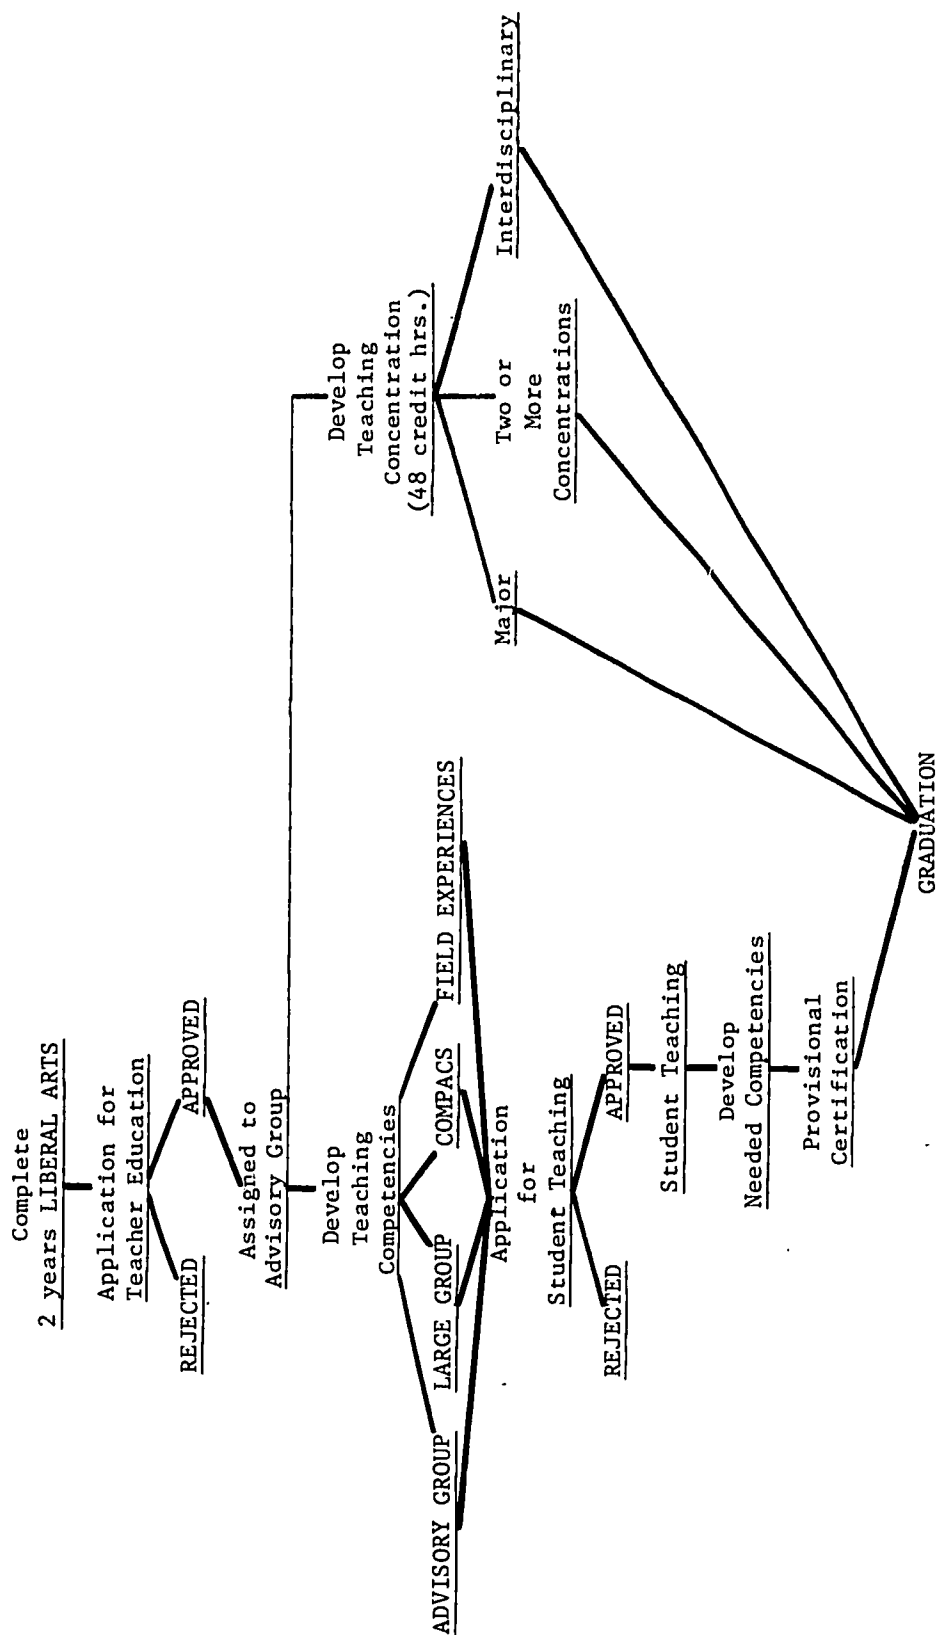 Complete
2 years LIBERAL ARTS
Application for
Teacher Education
REJECTED
APPROVED
Assigned to
Advisory Group
Develop
Teaching
Competencies
ADVISORY GROUP
LARGE GROUP
COMPACS
FIELD EXPERIENCES
Application
for
Student Teaching
REJECTED
APPROVED
Student Teaching
Develop
Needed Competencies
Provisional
Certification
Develop
Teaching
Concentration
(48 credit hrs.)
Major
Two or
More
Concentrations
Interdisciplinary
GRADUATION